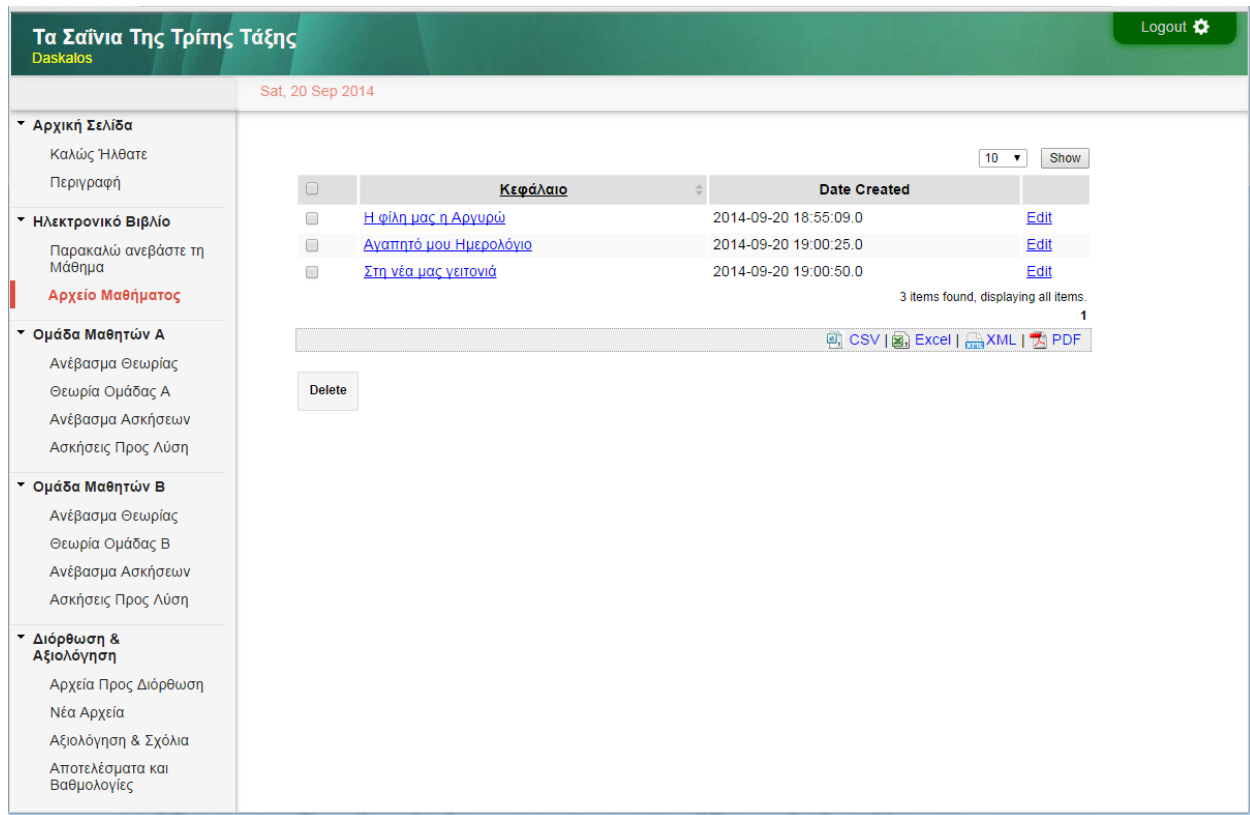 Τα Σαΐνια Της Τρίτης Τάξης
Daskalos
Logout
Sat, 20 Sep 2014
Αρχική Σελίδα
Καλώς Ήλθατε
Περιγραφή
Ηλεκτρονικό Βιβλίο
Παρακαλώ ανεβάστε τη
Μάθημα
Αρχείο Μαθήματος
Ομάδα Μαθητών Α
Ανέβασμα Θεωρίας
Θεωρία Ομάδας Α
Ανέβασμα Ασκήσεων
Ασκήσεις Προς Λύση
Ομάδα Μαθητών Β
Ανέβασμα Θεωρίας
Θεωρία Ομάδας Β
Ανέβασμα Ασκήσεων
Ασκήσεις Προς Λύση
Διόρθωση &
Αξιολόγηση
Αρχεία Προς Διόρθωση
Νέα Αρχεία
Αξιολόγηση & Σχόλια
Αποτελέσματα και
Βαθμολογίες
10 Show
Κεφάλαιο Date Created
Η φίλη μας η Αργυρώ 2014-09-20 18:55:09.0 Edit
Αγαπητό μου Ημερολόγιο 2014-09-20 19:00:25.0 Edit
Στη νέα μας γειτονιά 2014-09-20 19:00:50.0 Edit
3 items found, displaying all items.
1
CSV | Excel | XML | PDF
Delete